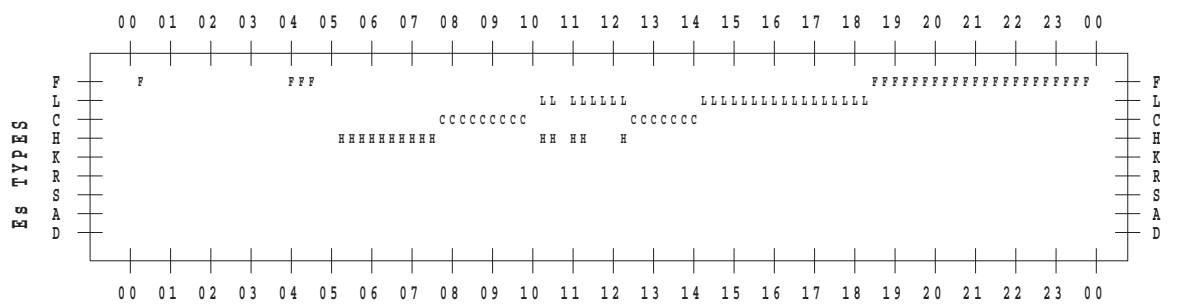 00 01 02 03 04 05 06 07 08 09 10 11 12 13 14 15 16 17 18 19 20 21 22 23 00
Es TYPES
F F FFF FFFFFFFFFFFFFFFFFFFFFF F
L LL LLLLLL LLLLLLLLLLLLLLLLL L
C CCCCCCCCC CCCCCCC C
H HHHHHHHHHH HH HH H H
K K
R R
S S
A A
D D
00 01 02 03 04 05 06 07 08 09 10 11 12 13 14 15 16 17 18 19 20 21 22 23 00